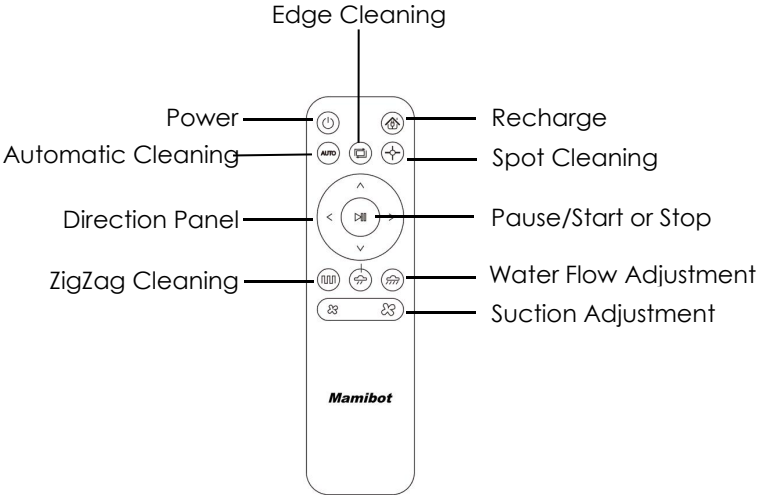 Edge Cleaning
Power
Recharge
Automatic Cleaning
AUTO
Spot Cleaning
Direction Panel
Pause/Start or Stop
ZigZag Cleaning
Water Flow Adjustment
Suction Adjustment
Mamibot